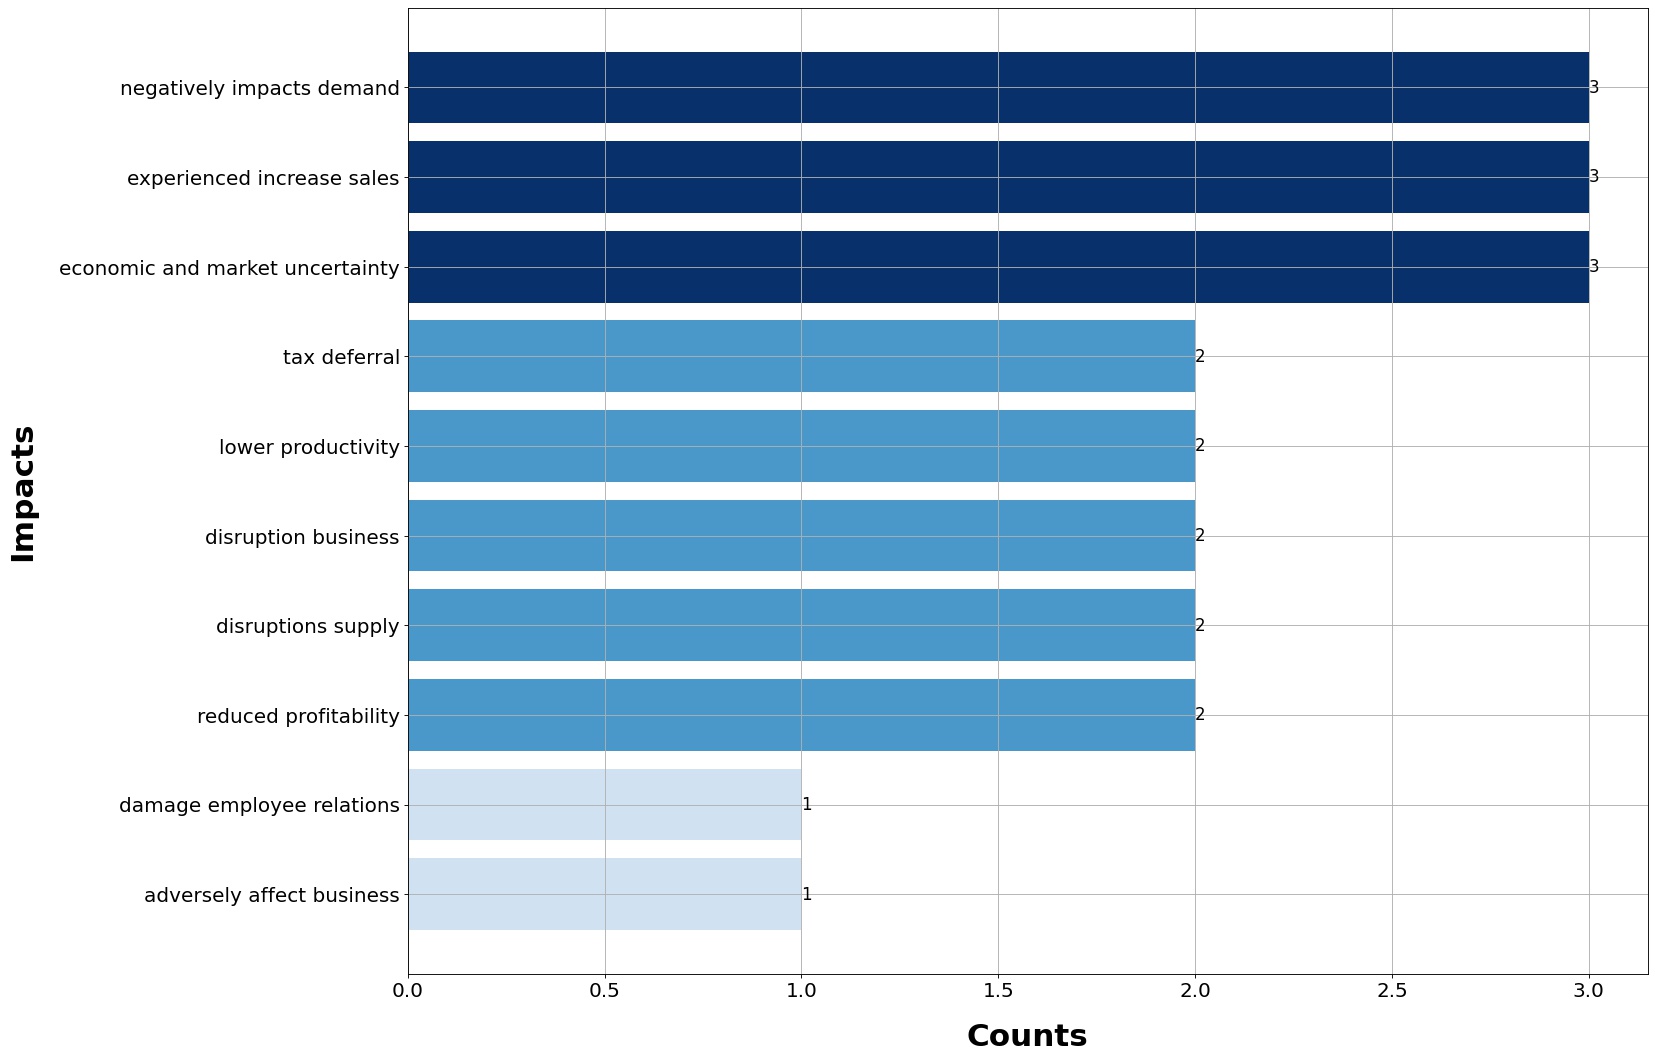 negatively impacts demand
3
experienced increase sales
3
economic and market uncertainty
3
tax deferral
2
lower productivity
2
disruption business
2
disruptions supply
2
reduced profitability
2
damage employee relations
1
adversely affect business
1
Impacts
0.0 0.5 1.0 1.5 2.0 2.5 3.0
Counts